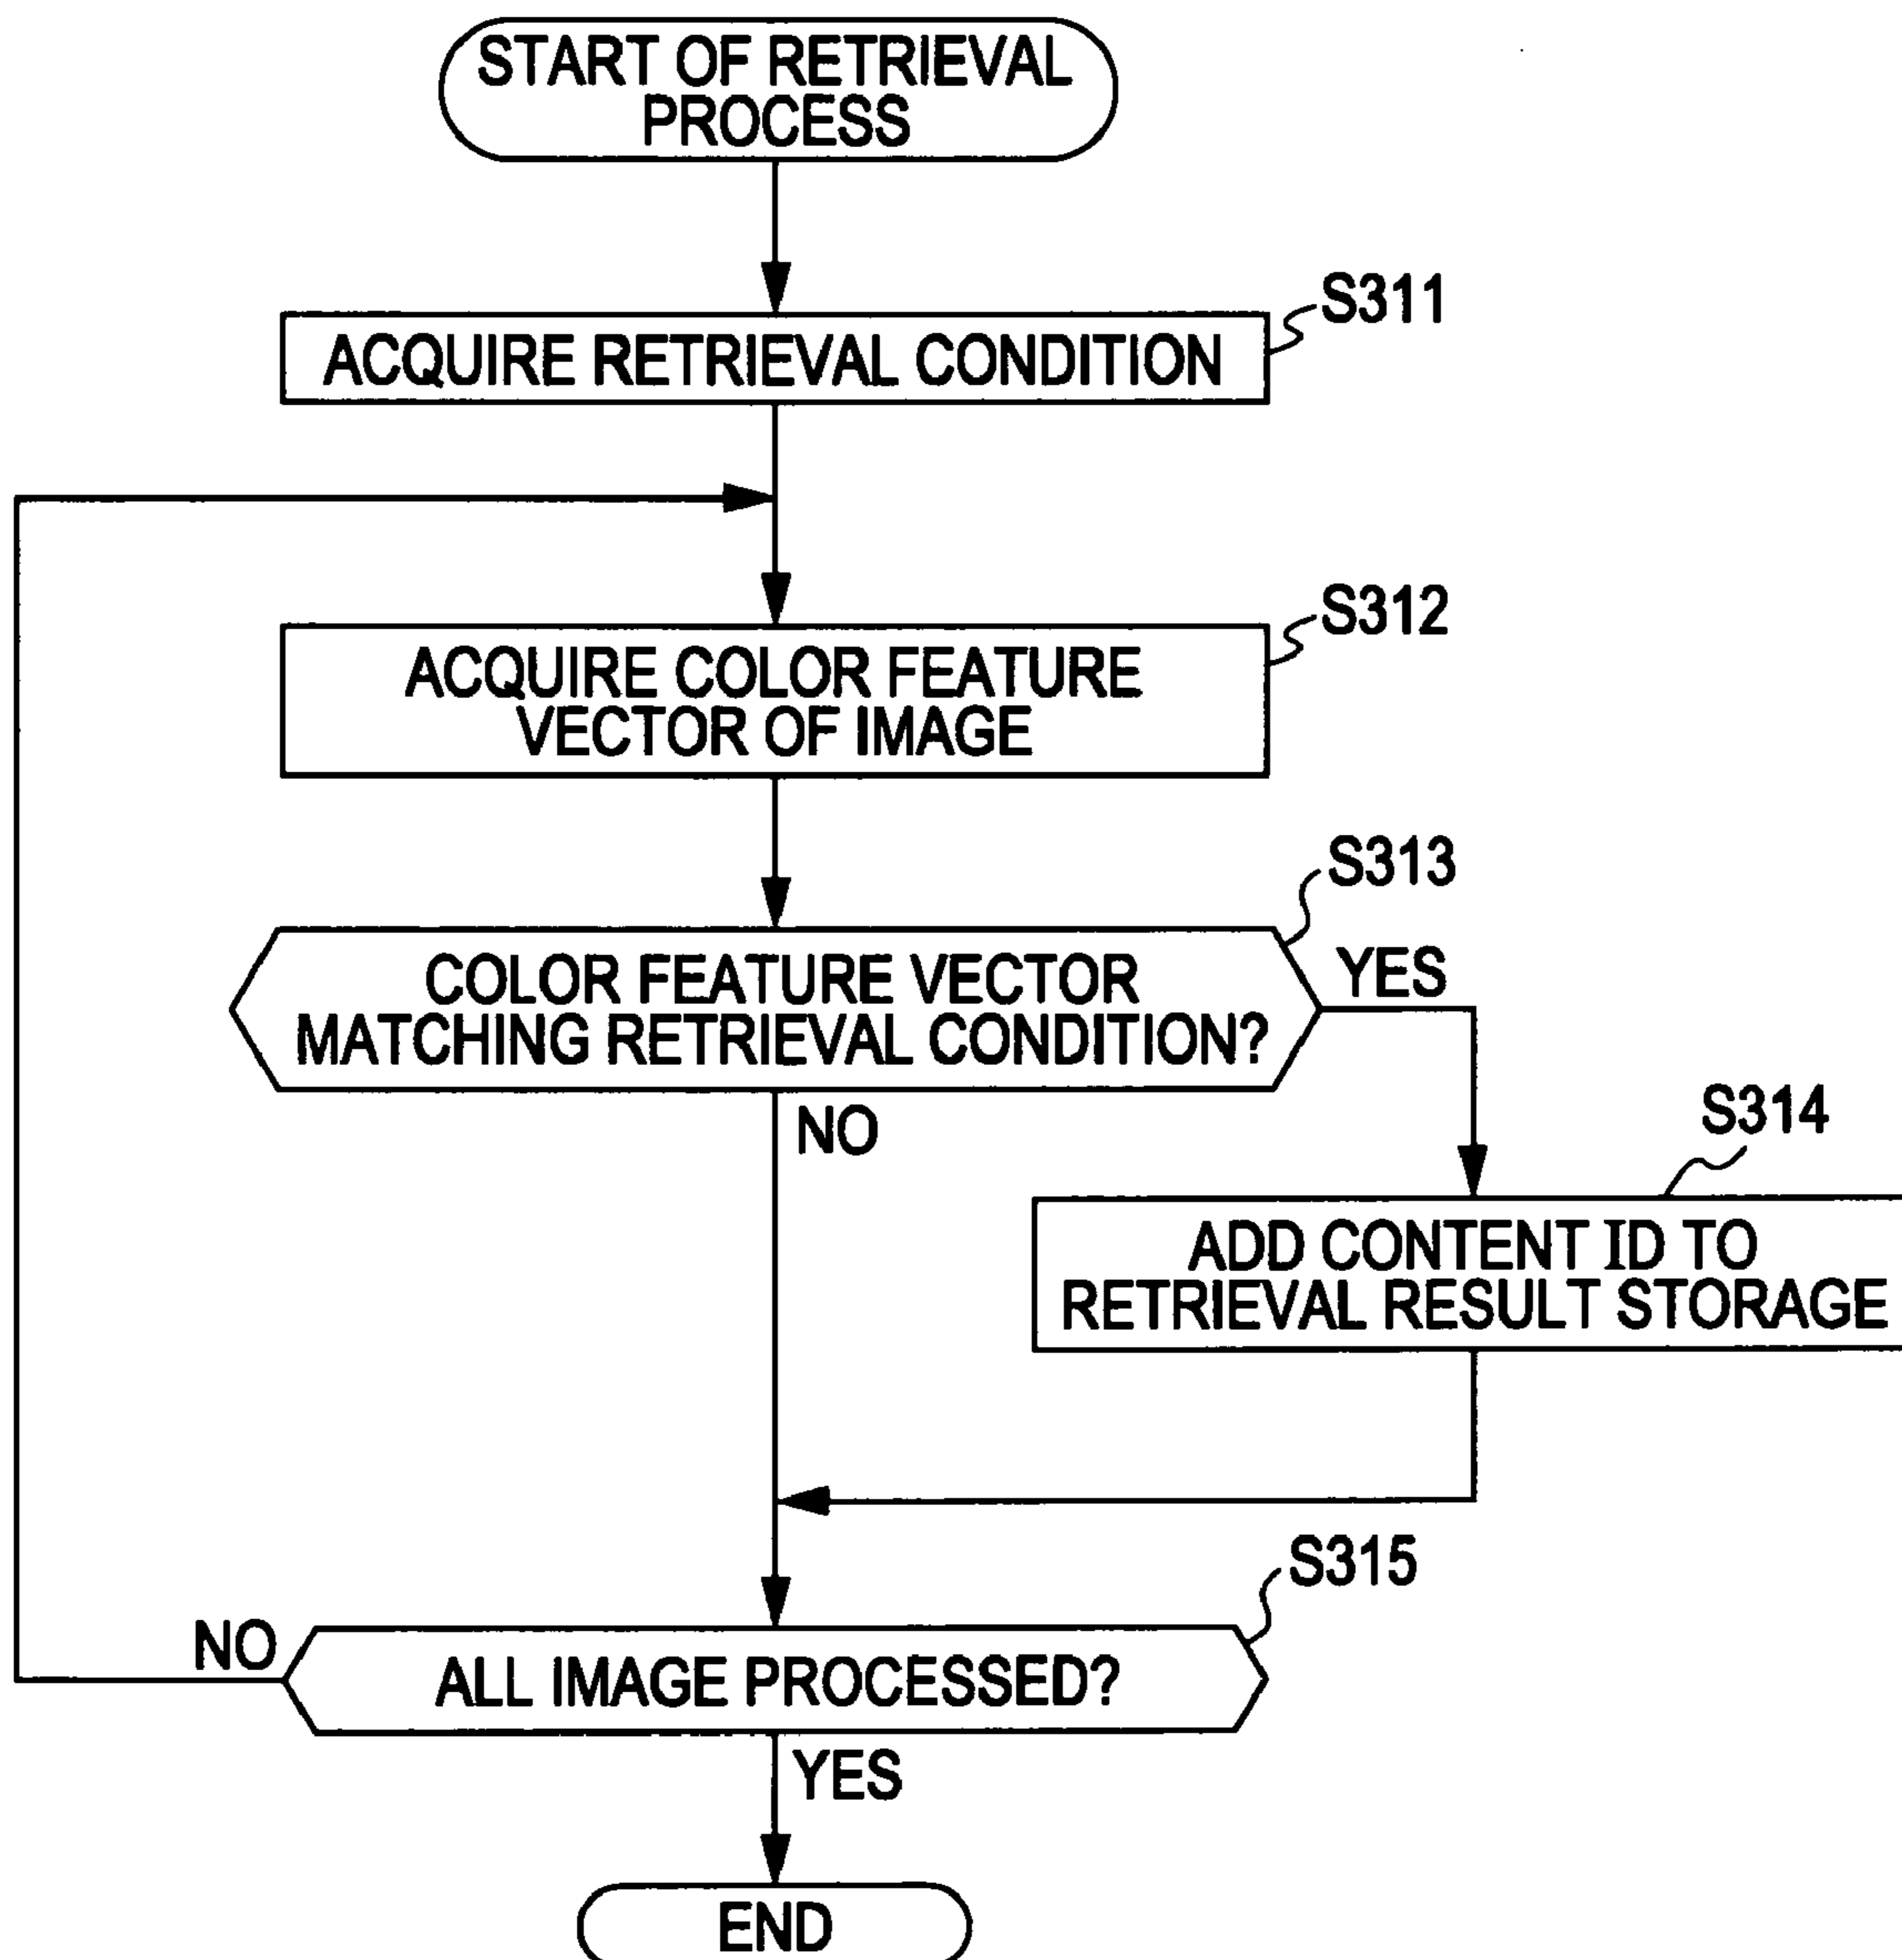 START OF RETRIEVAL
PROCESS
S311
ACQUIRE RETRIEVAL CONDITION
S312
ACQUIRE COLOR FEATURE
VECTOR OF IMAGE
S313
COLOR FEATURE VECTOR
MATCHING RETRIEVAL CONDITION?
YES
NO
S314
ADD CONTENT ID TO
RETRIEVAL RESULT STORAGE
S315
NO
ALL IMAGE PROCESSED?
YES
END